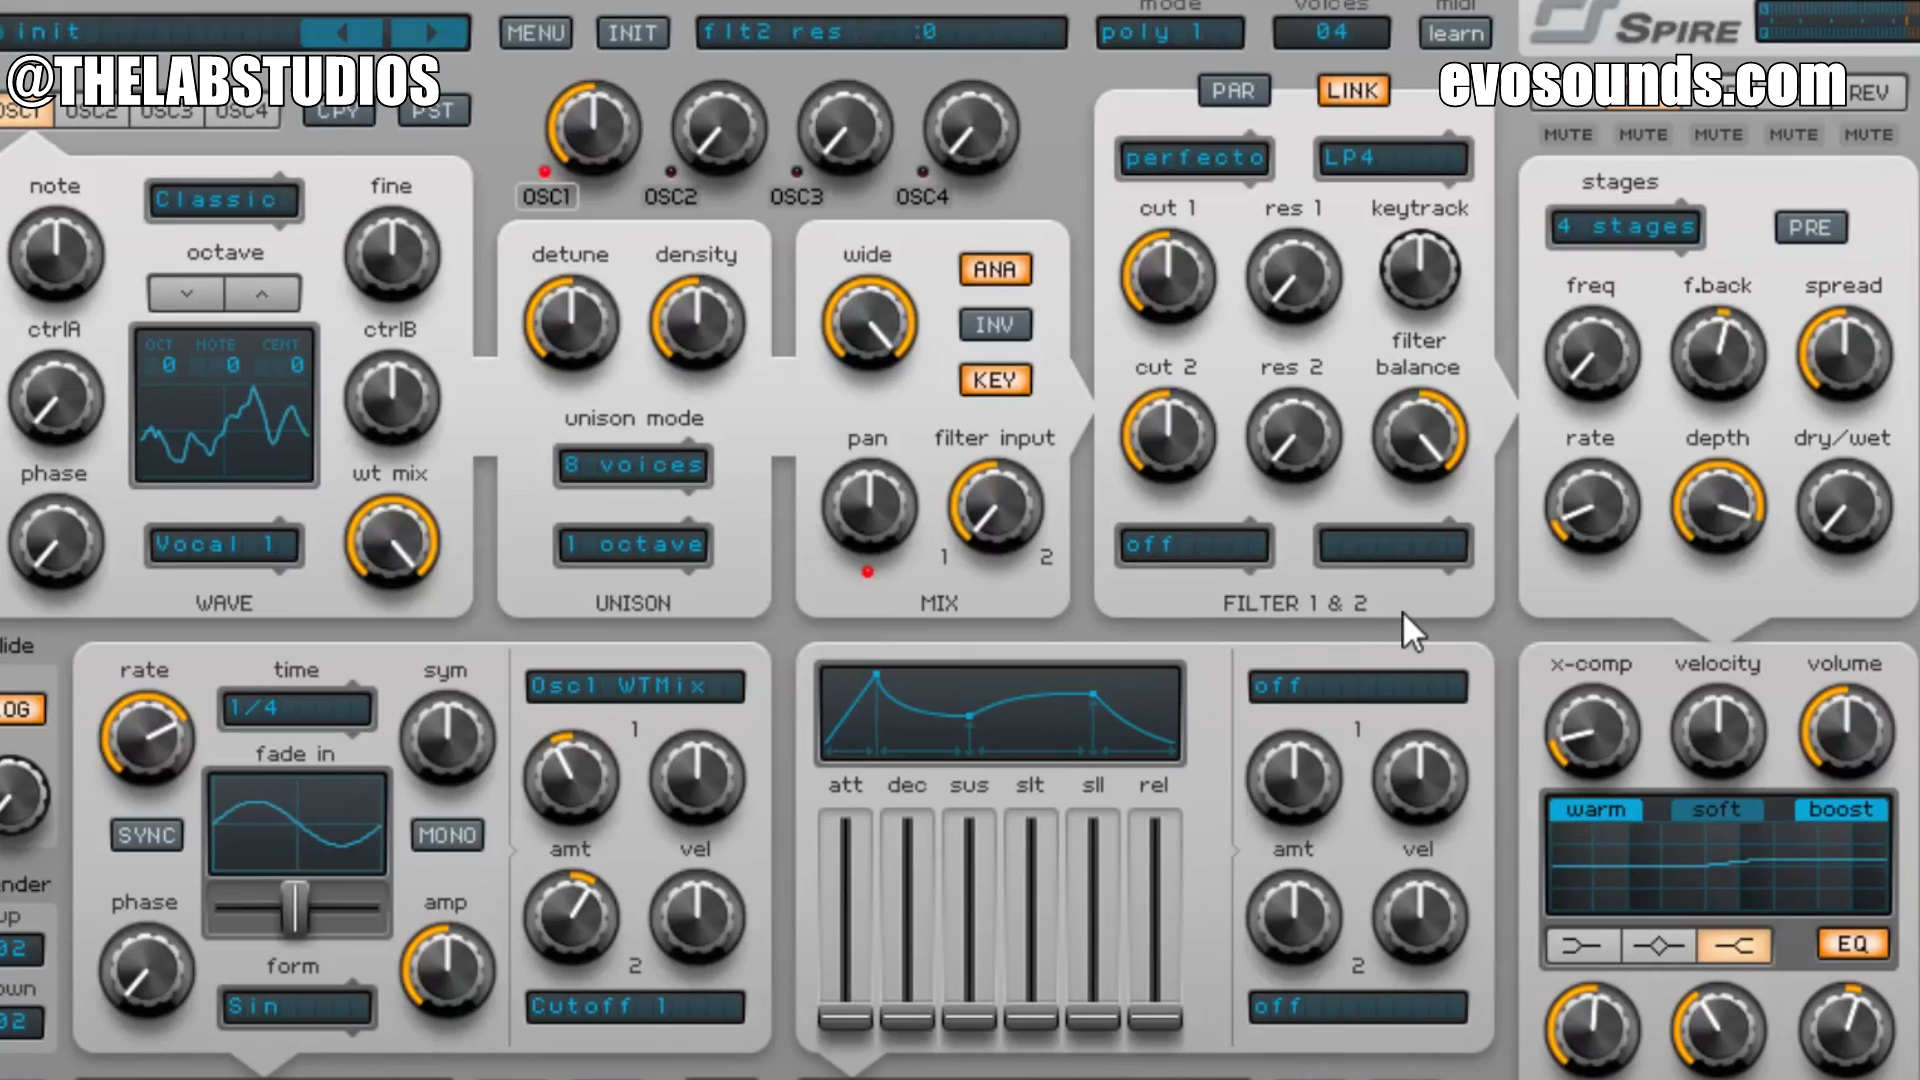 init
MENU
INIT
flt2 res :0
mode
poly 1
voices
04
midi
learn
SPIRE
@THELABSTUDIOS
evosounds.com
OSC1
OSC2
OSC3
OSC4
CPY
PST
REV
MUTE MUTE MUTE MUTE MUTE
OSC1
OSC2
OSC3
OSC4
note
Classic
fine
octave
ctrlA
OCT NOTE CENT
0 0 0
ctrlB
phase
Vocal 1
wt mix
WAVE
detune
density
unison mode
8 voices
1 octave
UNISON
wide
ANA
INV
KEY
pan
filter input
1 2
MIX
PAR
LINK
perfecto
LP4
cut 1
res 1
keytrack
cut 2
res 2
filter
balance
off
FILTER 1 & 2
stages
4 stages
PRE
freq
f.back
spread
rate
depth
dry/wet
rate
time
sym
1/4
fade in
SYNC
MONO
phase
amp
form
Sin
Osc1 WTMix
1
amt
vel
2
Cutoff 1
att dec sus slt sll rel
off
1
amt
vel
2
off
x-comp
velocity
volume
warm
soft
boost
EQ